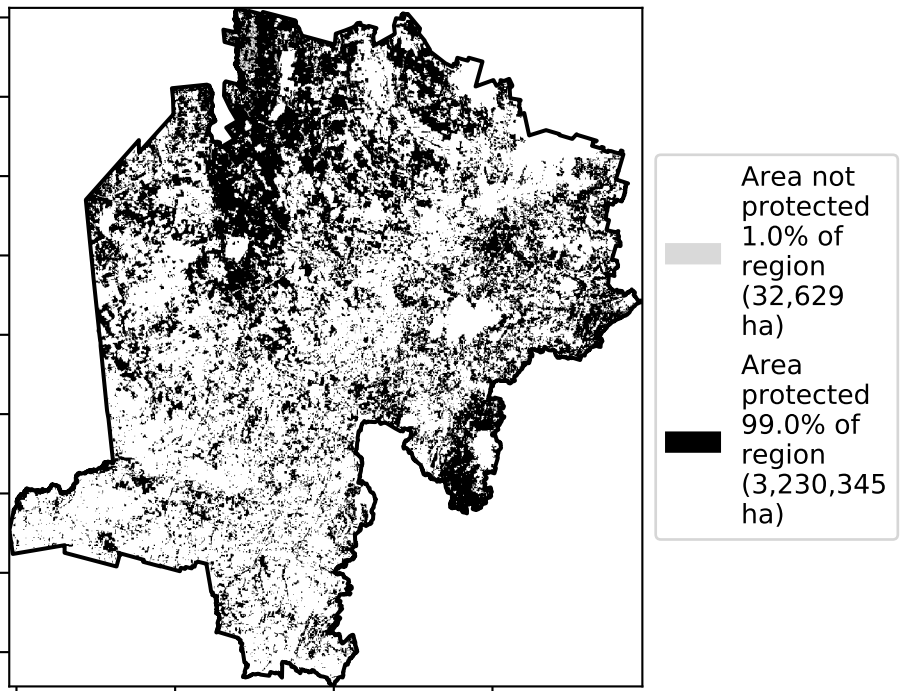 Area not
protected
1.0% of
region
(32,629
ha)
Area
protected
99.0% of
region
(3,230,345
ha)